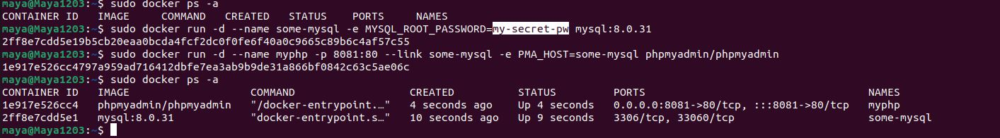 maya@Maya1203:~$ sudo docker ps -a
CONTAINER ID   IMAGE     COMMAND   CREATED   STATUS    PORTS     NAMES
maya@Maya1203:~$ sudo docker run -d --name some-mysql -e MYSQL_ROOT_PASSWORD=my-secret-pw mysql:8.0.31
2ff8e7cdd5e19b5cb20eaa0bcda4fcf2dc0f0fe6f40a0c9665c89b6c4af57c55
maya@Maya1203:~$ sudo docker run -d --name myphp -p 8081:80 --link some-mysql -e PMA_HOST=some-mysql phpmyadmin/phpmyadmin
1e917e526cc4797a959ad716412dbfe7ea3ab9b9de31a866bf0842c63c5ae06c
maya@Maya1203:~$ sudo docker ps -a
CONTAINER ID   IMAGE                   COMMAND                  CREATED          STATUS         PORTS                                   NAMES
1e917e526cc4   phpmyadmin/phpmyadmin   "/docker-entrypoint.…"   4 seconds ago    Up 4 seconds   0.0.0.0:8081->80/tcp, :::8081->80/tcp   myphp
2ff8e7cdd5e1   mysql:8.0.31            "docker-entrypoint.s…"   10 seconds ago   Up 9 seconds   3306/tcp, 33060/tcp                     some-mysql
maya@Maya1203:~$